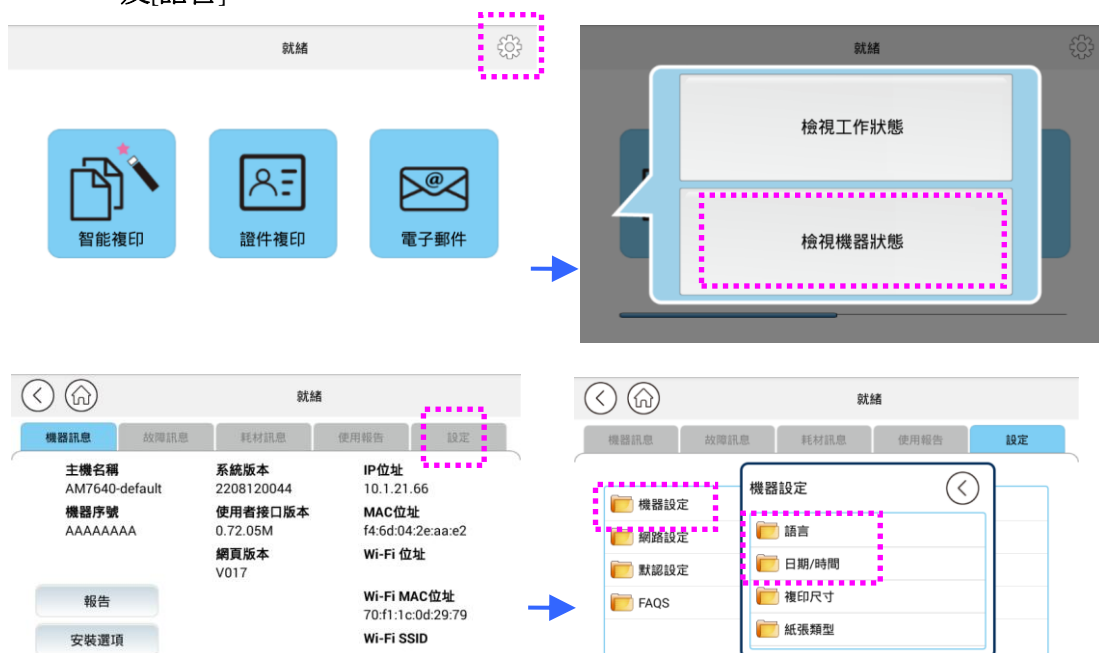 及[語言]
就緒
智能複印
證件複印
@
電子郵件
就緒
檢視工作狀態
檢視機器狀態
就緒
機器訊息
故障訊息
耗材訊息
使用報告
設定
主機名稱
AM7640-default
機器序號
AAAAAAAA
系統版本
2208120044
使用者接口版本
0.72.05M
網頁版本
V017
IP位址
10.1.21.66
MAC位址
f4:6d:04:2e:aa:e2
Wi-Fi 位址
Wi-Fi MAC位址
70:f1:1c:0d:29:79
Wi-Fi SSID
報告
安裝選項
就緒
機器訊息
故障訊息
耗材訊息
使用報告
設定
機器設定
網路設定
默認設定
FAQS
機器設定
語言
日期/時間
複印尺寸
紙張類型